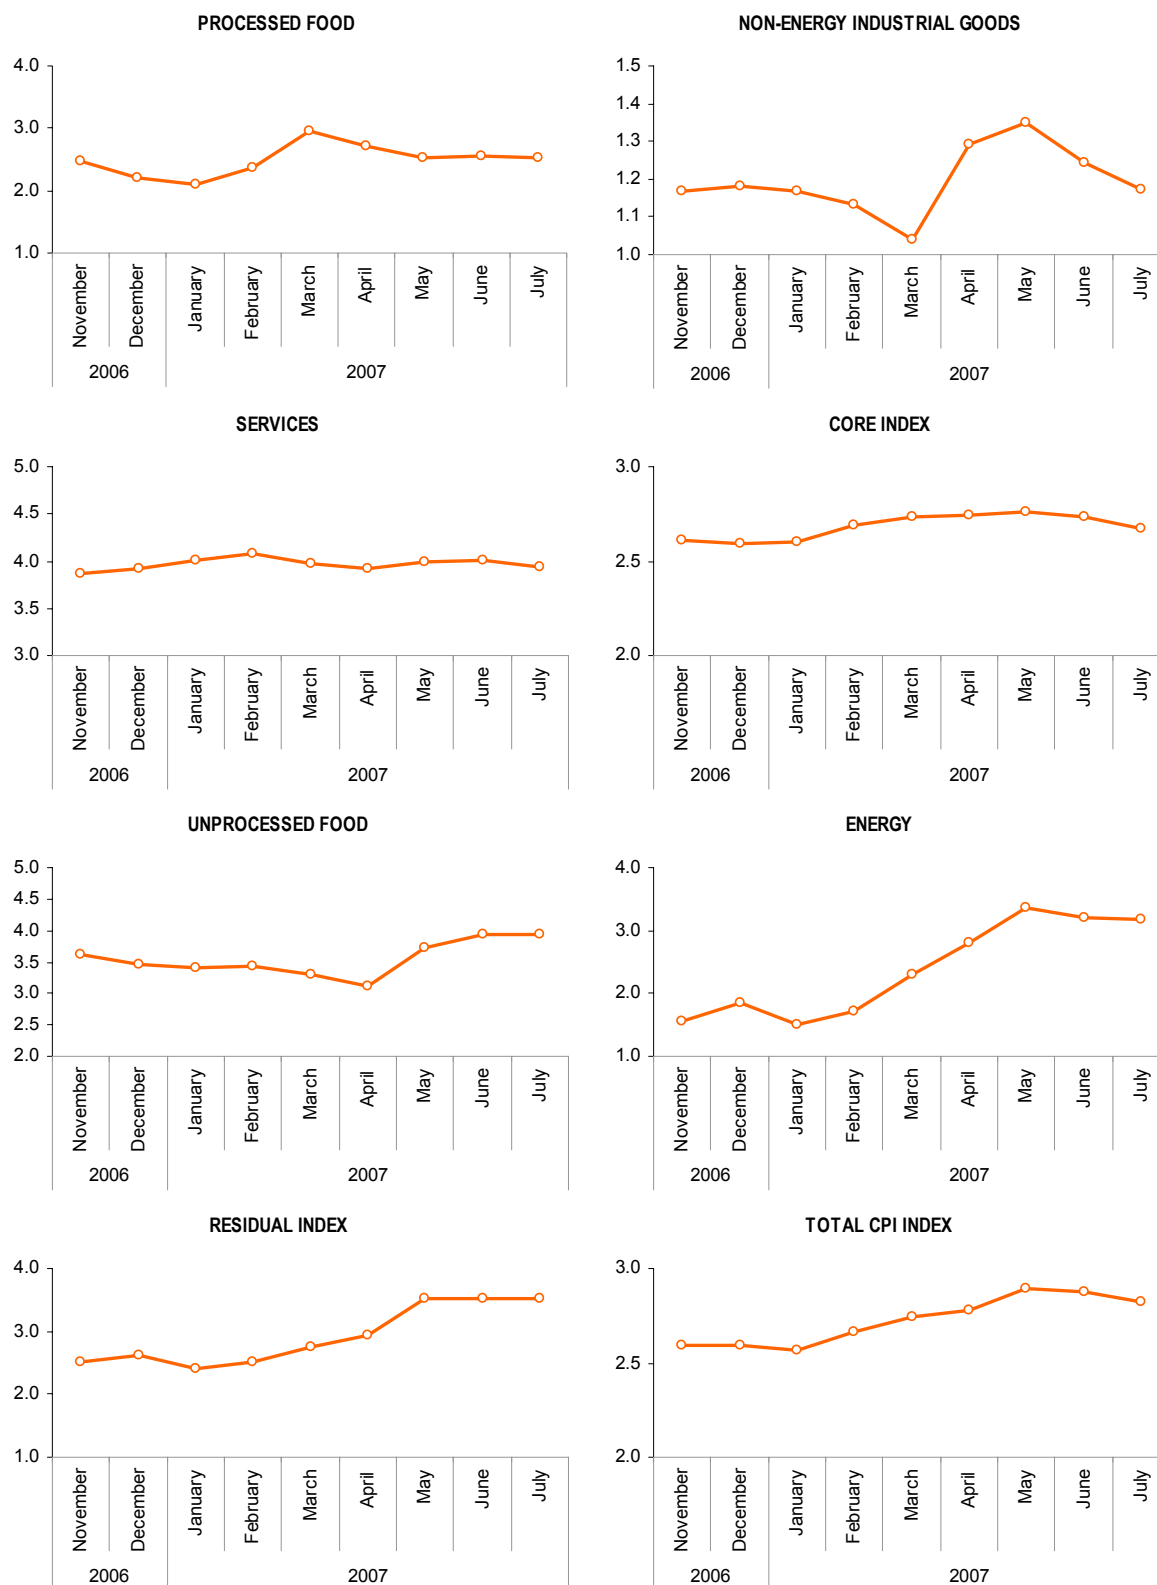 PROCESSED FOOD
4.0
3.0
2.0
1.0
November
December
January
February
March
April
May
June
July
2006
2007
NON-ENERGY INDUSTRIAL GOODS
1.5
1.4
1.3
1.2
1.1
1.0
November
December
January
February
March
April
May
June
July
2006
2007
SERVICES
5.0
4.5
4.0
3.5
3.0
November
December
January
February
March
April
May
June
July
2006
2007
CORE INDEX
3.0
2.5
2.0
November
December
January
February
March
April
May
June
July
2006
2007
UNPROCESSED FOOD
5.0
4.5
4.0
3.5
3.0
2.5
2.0
November
December
January
February
March
April
May
June
July
2006
2007
ENERGY
4.0
3.0
2.0
1.0
November
December
January
February
March
April
May
June
July
2006
2007
RESIDUAL INDEX
4.0
3.0
2.0
1.0
November
December
January
February
March
April
May
June
July
2006
2007
TOTAL CPI INDEX
3.0
2.5
2.0
November
December
January
February
March
April
May
June
July
2006
2007